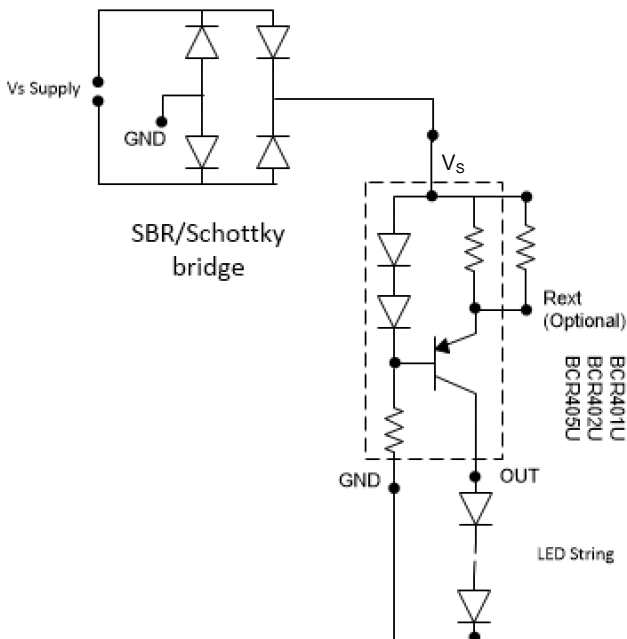 Vs Supply
GND
SBR/Schottky
bridge
VS
Rext
(Optional)
BCR401U
BCR402U
BCR405U
GND
OUT
LED String